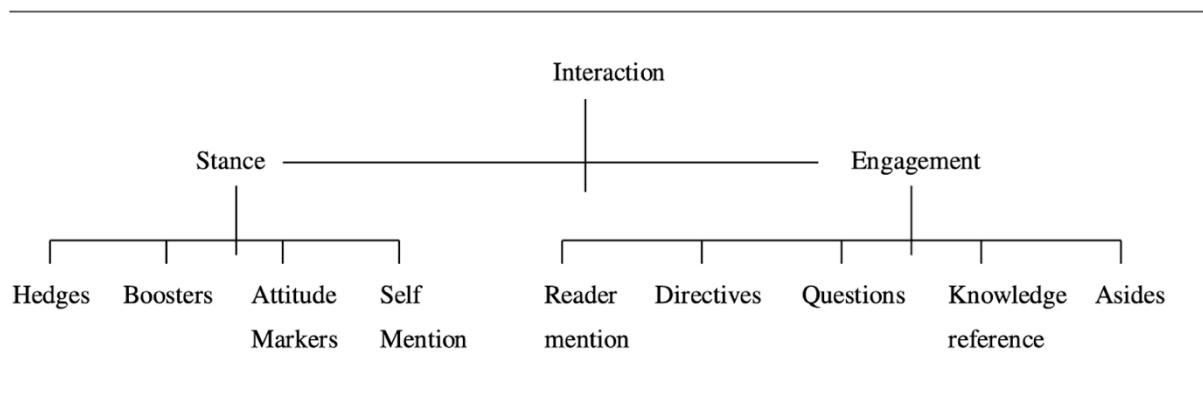 Interaction
Stance Engagement
Hedges Boosters Attitude Self Reader Directives Questions Knowledge Asides
Markers Mention mention reference